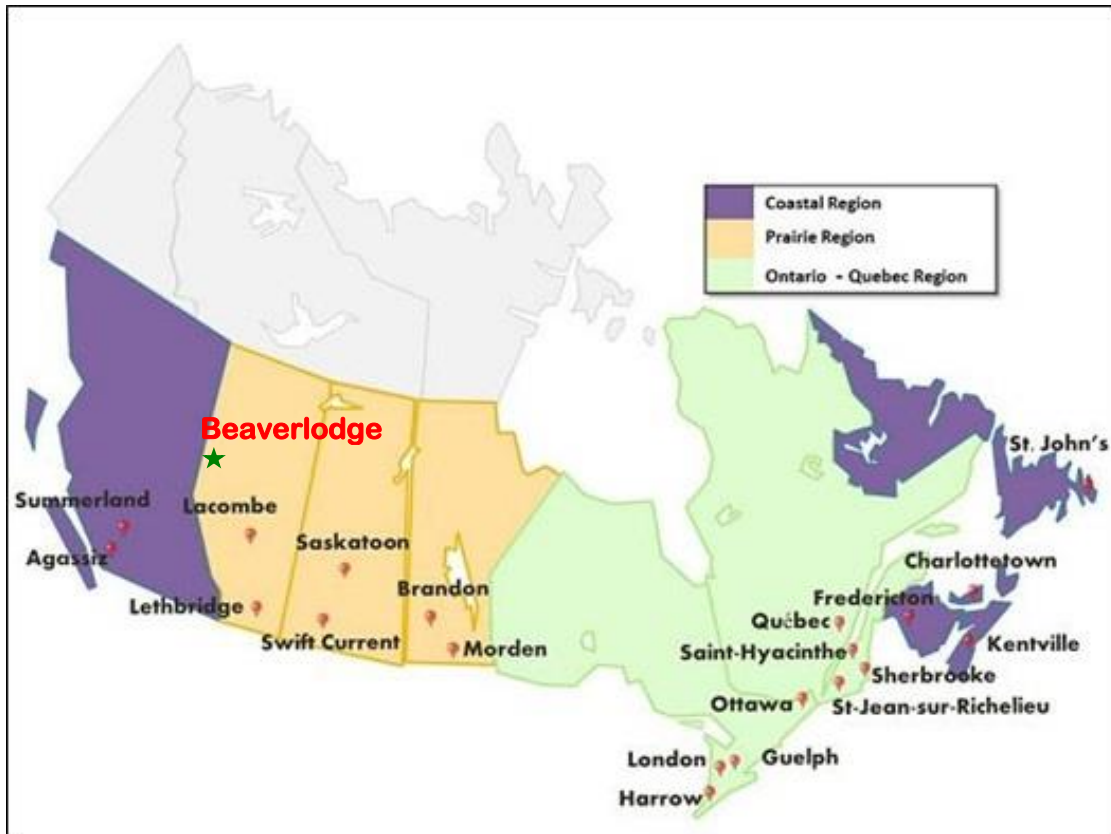 Coastal Region
Prairie Region
Ontario - Quebec Region
Beaverlodge
St. John's
Summerland
Lacombe
Agassiz
Saskatoon
Charlottetown
Brandon
Fredericton
Lethbridge
Québec
Swift Current
Morden
Saint-Hyacinthe
Kentville
Sherbrooke
Ottawa
St-Jean-sur-Richelieu
London
Guelph
Harrow